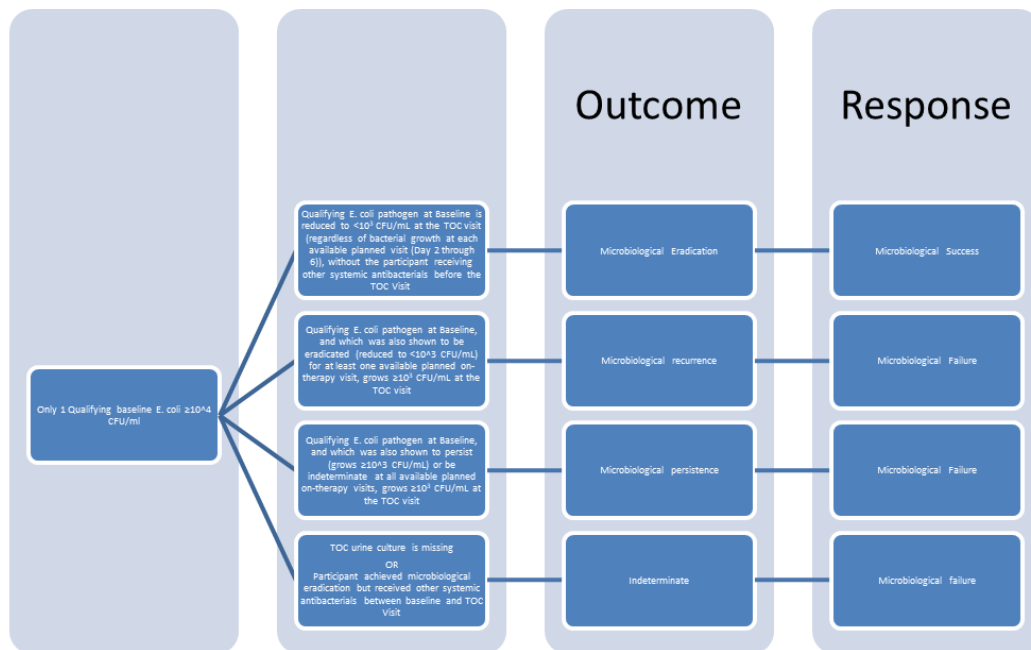 Outcome
Response
Only 1 Qualifying baseline E. coli ≥10^4
CFU/ml
Qualifying E. coli pathogen at Baseline is
reduced to <10³ CFU/mL at the TOC visit
(regardless of bacterial growth at each
available planned visit (Day 2 through
6)), without the participant receiving
other systemic antibacterials before the
TOC Visit
Microbiological Eradication
Microbiological Success
Qualifying E. coli pathogen at Baseline,
and which was also shown to be
eradicated (reduced to <10^3 CFU/mL)
for at least one available planned on-
therapy visit, grows ≥10³ CFU/mL at the
TOC visit
Microbiological recurrence
Microbiological Failure
Qualifying E. coli pathogen at Baseline,
and which was also shown to persist
(grows ≥10^3 CFU/mL) or be
indeterminate at all available planned
on-therapy visits, grows ≥10³ CFU/mL at
the TOC visit
Microbiological persistence
Microbiological Failure
TOC urine culture is missing
OR
Participant achieved microbiological
eradication but received other systemic
antibacterials between baseline and TOC
Visit
Indeterminate
Microbiological failure